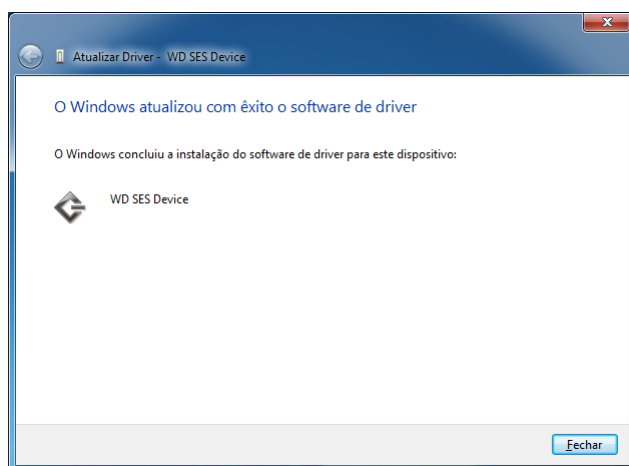 Atualizar Driver - WD SES Device
O Windows atualizou com êxito o software de driver
O Windows concluiu a instalação do software de driver para este dispositivo:
WD SES Device
Fechar